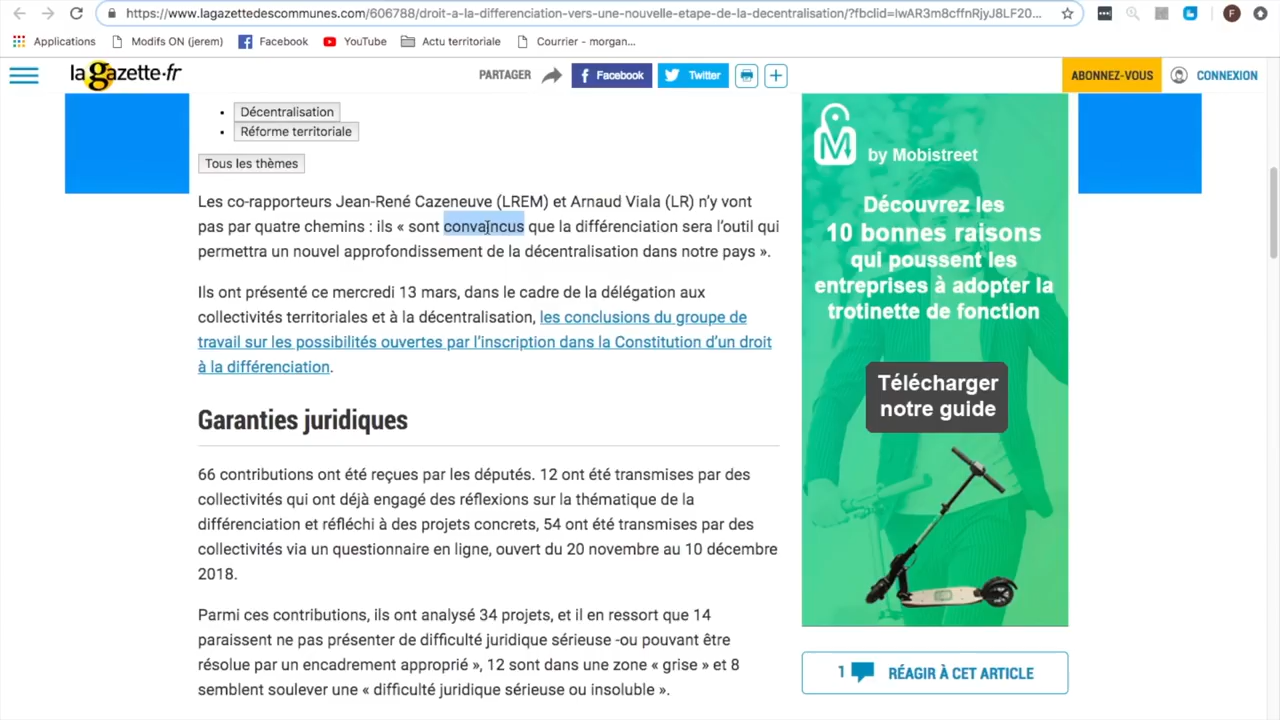 https://www.lagazettedescommunes.com/606788/droit-a-la-differenciation-vers-une-nouvelle-etape-de-la-decentralisation/?fbclid=IwAR3m8cffnRjyJ8LF20...
F
Applications
Modifs ON (jerem)
Facebook
YouTube
Actu territoriale
Courrier - morgan...
la gazette.fr
PARTAGER
Facebook
Twitter
ABONNEZ-VOUS
CONNEXION
Décentralisation
Réforme territoriale
Tous les thèmes
Les co-rapporteurs Jean-René Cazeneuve (LREM) et Arnaud Viala (LR) n'y vont
pas par quatre chemins : ils « sont convaincus que la différenciation sera l'outil qui
permettra un nouvel approfondissement de la décentralisation dans notre pays ».
Ils ont présenté ce mercredi 13 mars, dans le cadre de la délégation aux
collectivités territoriales et à la décentralisation, les conclusions du groupe de
travail sur les possibilités ouvertes par l'inscription dans la Constitution d'un droit
à la différenciation.
Garanties juridiques
66 contributions ont été reçues par les députés. 12 ont été transmises par des
collectivités qui ont déjà engagé des réflexions sur la thématique de la
différenciation et réfléchi à des projets concrets, 54 ont été transmises par des
collectivités via un questionnaire en ligne, ouvert du 20 novembre au 10 décembre
2018.
Parmi ces contributions, ils ont analysé 34 projets, et il en ressort que 14
paraissent ne pas présenter de difficulté juridique sérieuse -ou pouvant être
résolue par un encadrement approprié », 12 sont dans une zone « grise » et 8
semblent soulever une « difficulté juridique sérieuse ou insoluble ».
M by Mobistreet
Découvrez les
10 bonnes raisons
qui poussent les
entreprises à adopter la
trotinette de fonction
Télécharger
notre guide
1 RÉAGIR À CET ARTICLE